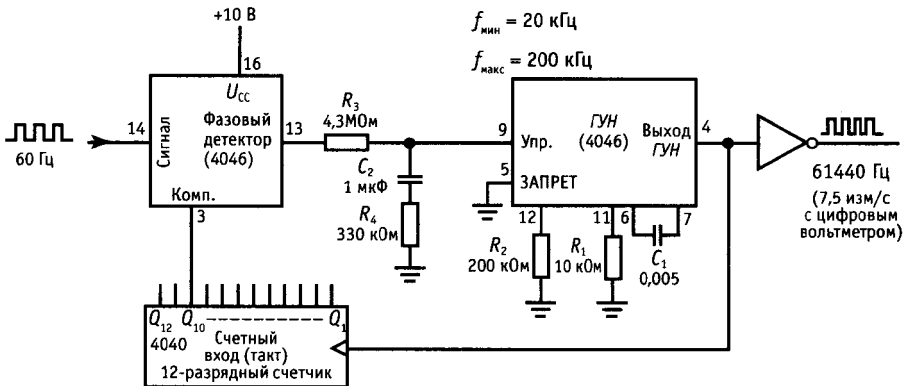 +10 В
16
U_CC
Фазовый
детектор
(4046)
Сигнал
14
60 Гц
13
Комп.
3
R₃
4,3МОм
C₂
1 мкФ
R₄
330 кОм
f_мин = 20 кГц
f_макс = 200 кГц
9
Упр.
ГУН
(4046)
Выход
ГУН
4
5
ЗАПРЕТ
12
11
6
7
R₂
200 кОм
R₁
10 кОм
C₁
0,005
61440 Гц
(7,5 изм/с
с цифровым
вольтметром)
Q₁₂ Q₁₀ Q₁
4040
Счетный
вход (такт)
12-разрядный счетчик